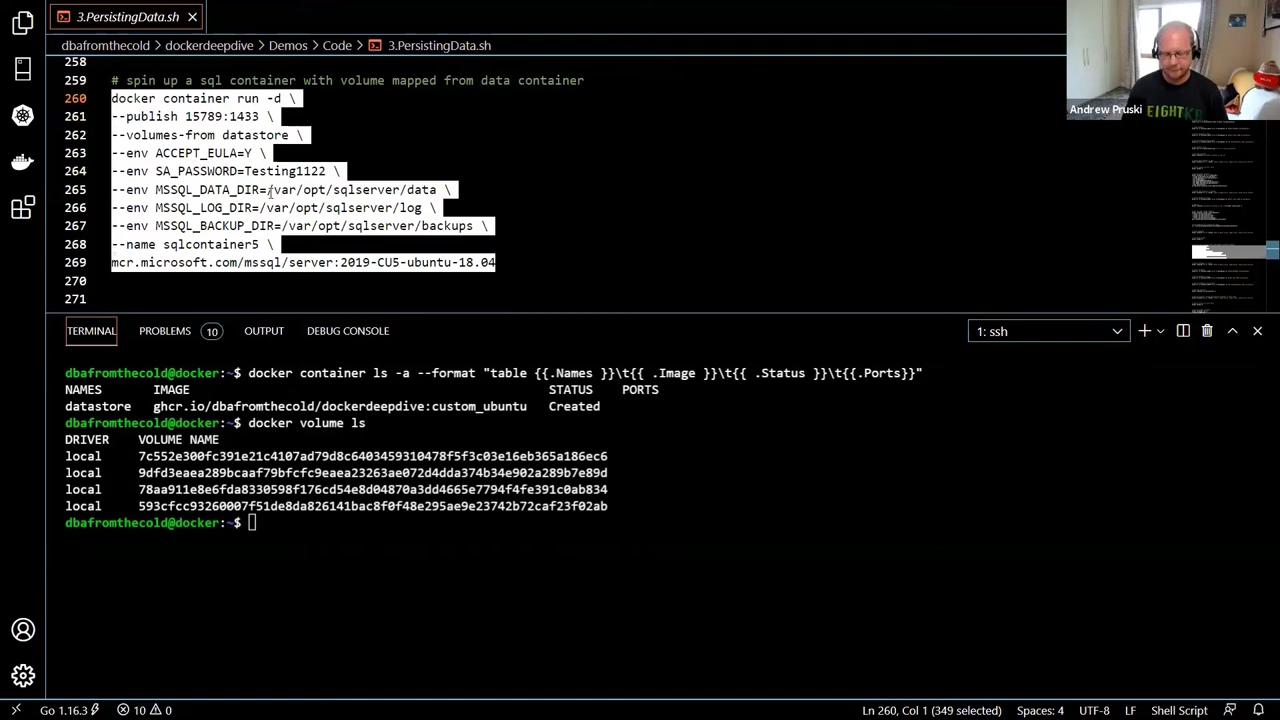 3.PersistingData.sh
dbafromthecold > dockerdeepdive > Demos > Code > 3.PersistingData.sh
Andrew Pruski
EIGHTKB
258
259 # spin up a sql container with volume mapped from data container
260 docker container run -d \
261 --publish 15789:1433 \
262 --volumes-from datastore \
263 --env ACCEPT_EULA=Y \
264 --env SA_PASSWORD=Testing1122 \
265 --env MSSQL_DATA_DIR=/var/opt/sqlserver/data \
266 --env MSSQL_LOG_DIR=/var/opt/sqlserver/log \
267 --env MSSQL_BACKUP_DIR=/var/opt/sqlserver/backups \
268 --name sqlcontainer5 \
269 mcr.microsoft.com/mssql/server:2019-CU5-ubuntu-18.04
270
271
TERMINAL PROBLEMS 10 OUTPUT DEBUG CONSOLE 1: ssh
dbafromthecold@docker:~$ docker container ls -a --format "table {{.Names }}\t{{ .Image }}\t{{ .Status }}\t{{.Ports}}"
NAMES IMAGE STATUS PORTS
datastore ghcr.io/dbafromthecold/dockerdeepdive:custom_ubuntu Created
dbafromthecold@docker:~$ docker volume ls
DRIVER VOLUME NAME
local 7c552e300fc391e21c4107ad79d8c6403459310478f5f3c03e16eb365a186ec6
local 9dfd3eaea289bcaaf79bfcfc9eaea23263ae072d4dda374b34e902a289b7e89d
local 78aa911e8e6fda8330598f176cd54e8d04870a3dd4665e7794f4fe391c0ab834
local 593cfcc93260007f51de8da826141bac8f0f48e295ae9e23742b72caf23f02ab
dbafromthecold@docker:~$
Go 1.16.3 10 0 Ln 260, Col 1 (349 selected) Spaces: 4 UTF-8 LF Shell Script